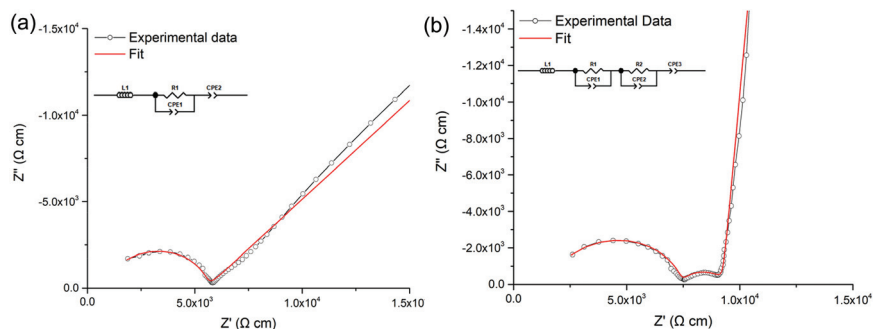 (a)
-1.5x10⁴
-1.0x10⁴
-5.0x10³
0.0
Z'' (Ω cm)
Experimental data
Fit
L1
R1
CPE1
CPE2
0.0
5.0x10³
1.0x10⁴
1.5x10⁴
Z' (Ω cm)
(b)
-1.4x10⁴
-1.2x10⁴
-1.0x10⁴
-8.0x10³
-6.0x10³
-4.0x10³
-2.0x10³
0.0
Z'' (Ω cm)
Experimental Data
Fit
L1
R1
R2
CPE1
CPE2
CPE3
0.0
5.0x10³
1.0x10⁴
1.5x10⁴
Z' (Ω cm)